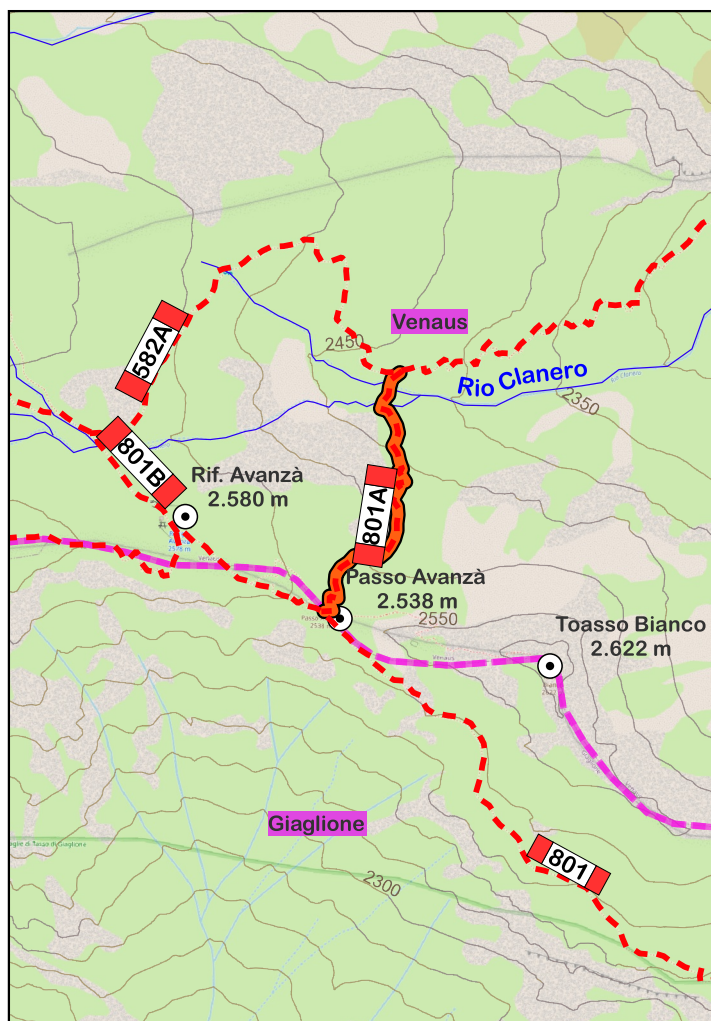 Venaus
2450
582A
Rio Clanero
2350
801B
Rif. Avanzà
2.580 m
801A
Passo Avanzà
2.538 m
2550
Toasso Bianco
2.622 m
Venaus
Giaglione
801
2300